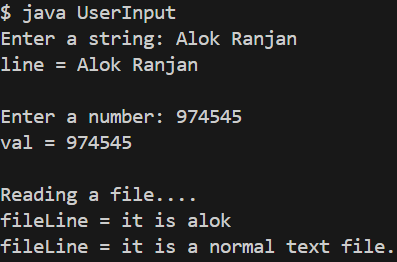 $ java UserInput
Enter a string: Alok Ranjan
line = Alok Ranjan

Enter a number: 974545
val = 974545

Reading a file....
fileLine = it is alok
fileLine = it is a normal text file.